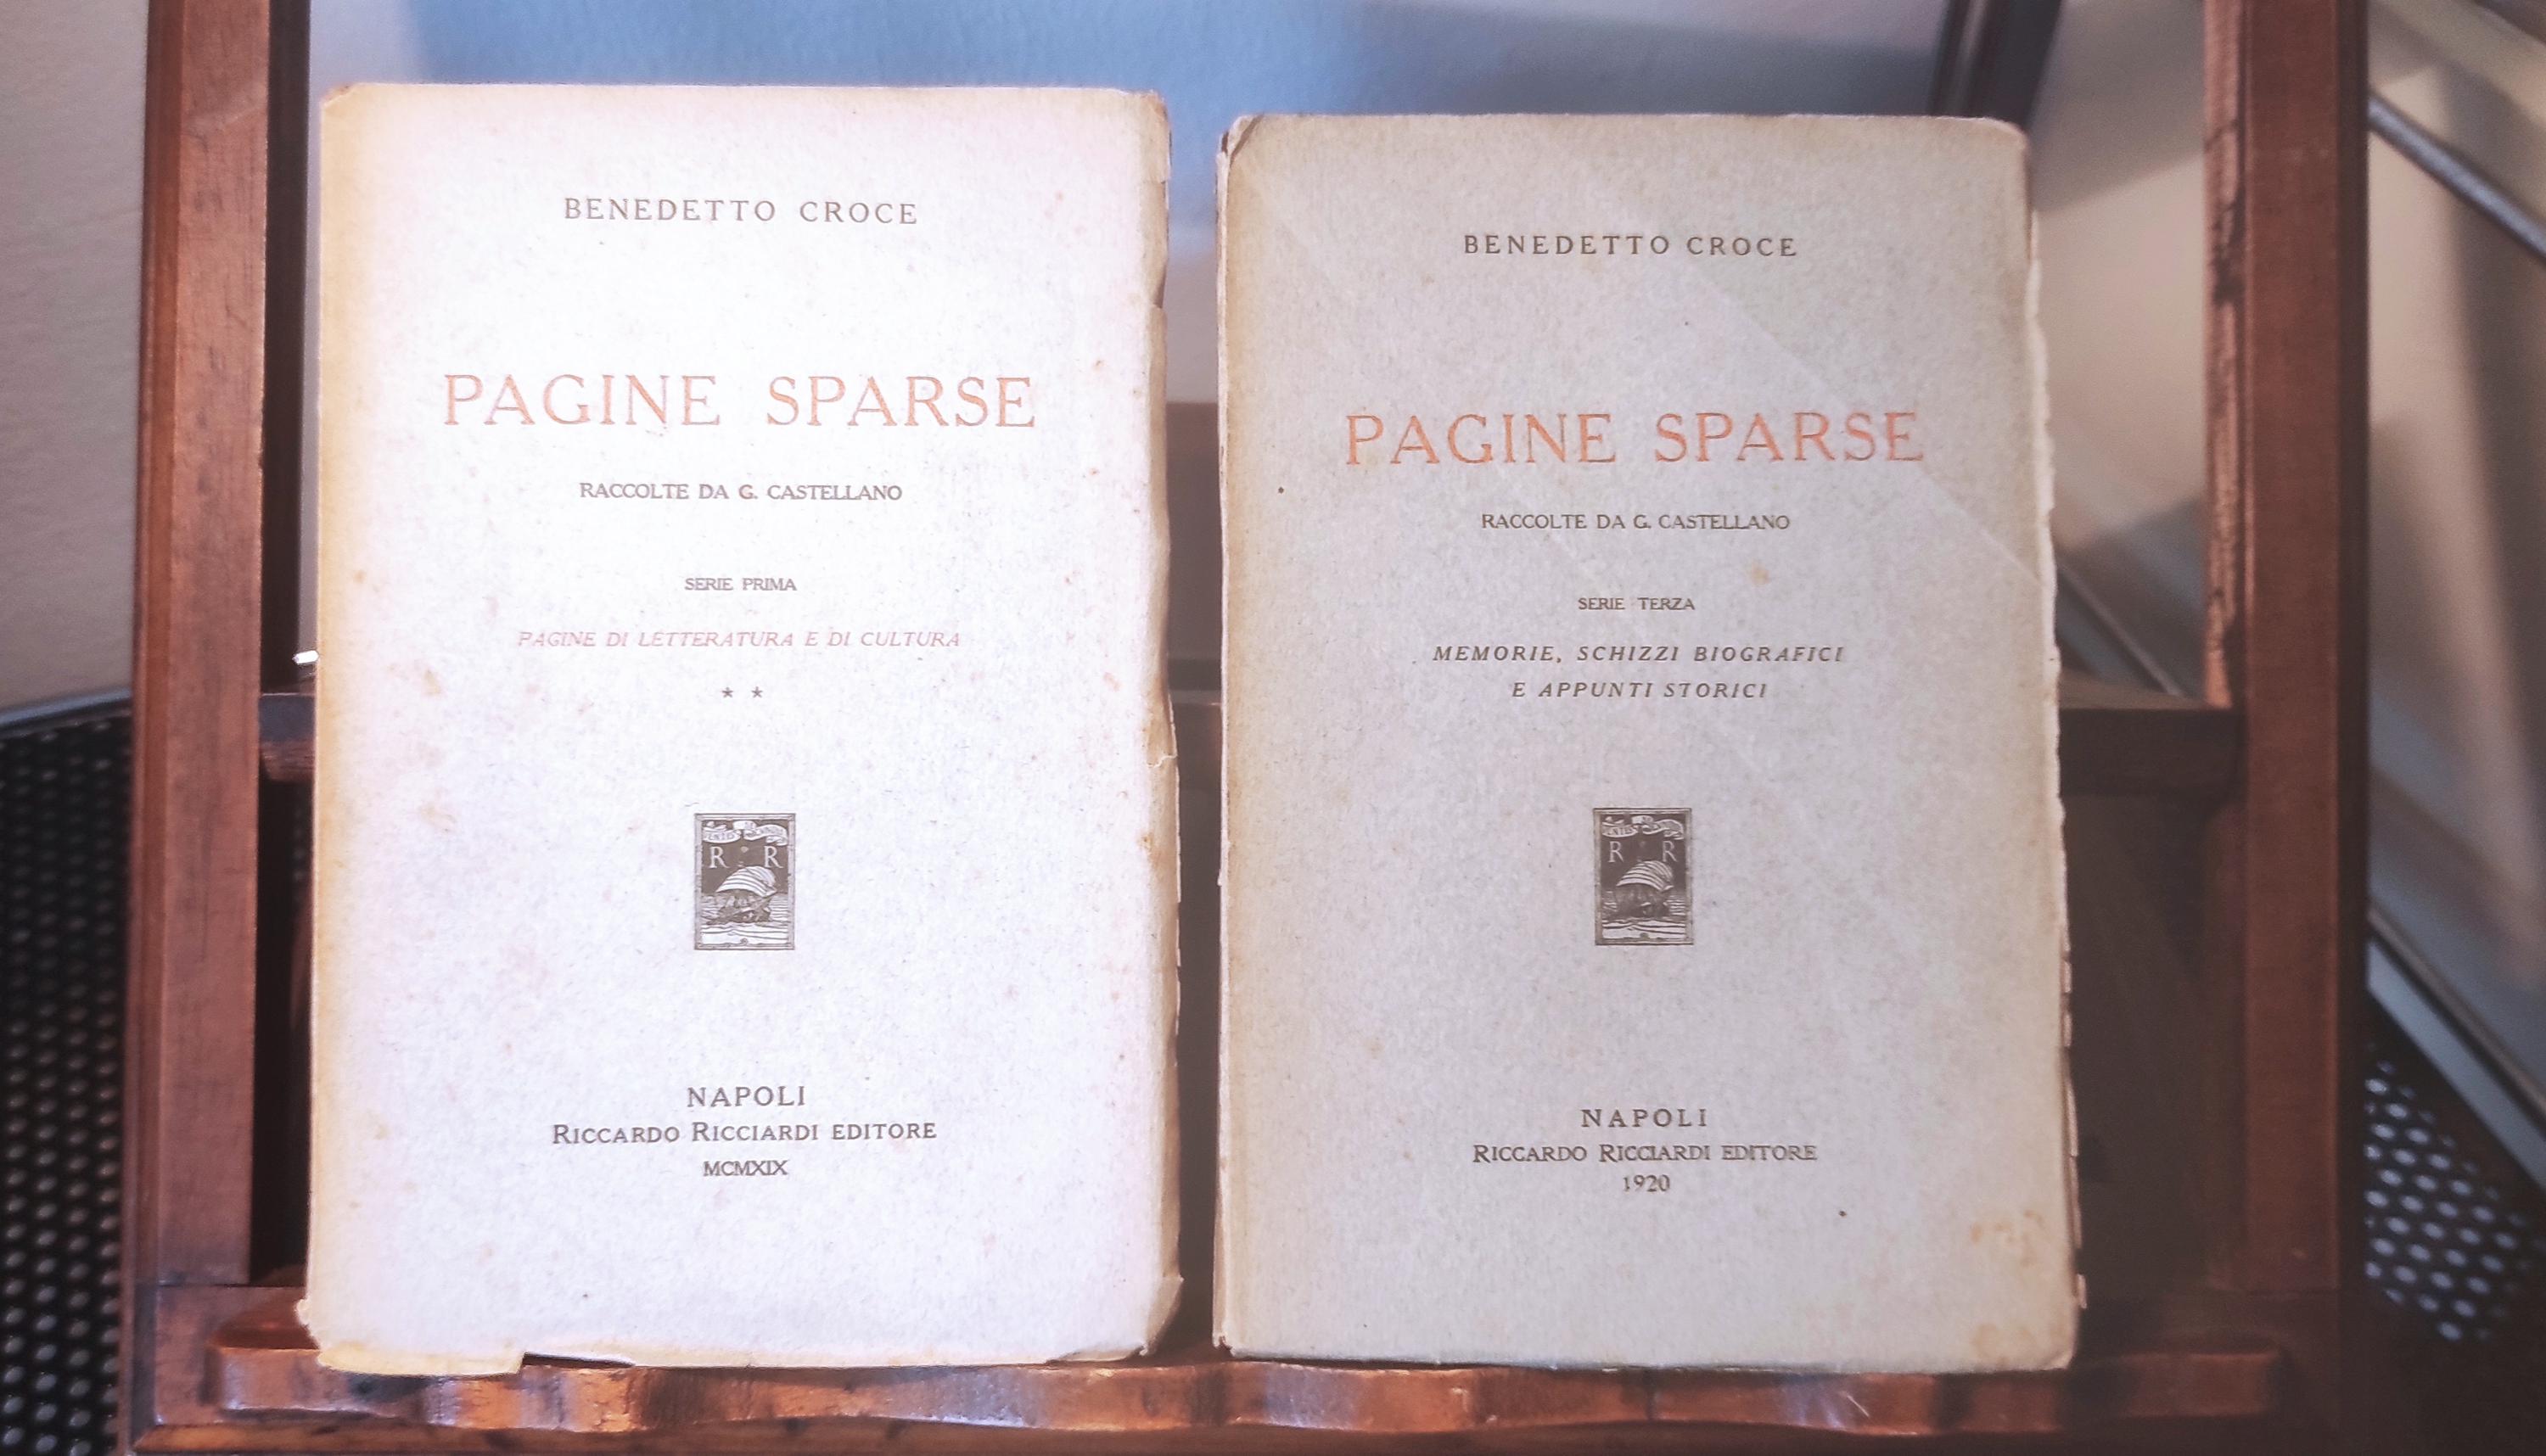 BENEDETTO CROCE
PAGINE SPARSE
RACCOLTE DA G. CASTELLANO
SERIE PRIMA
PAGINE DI LETTERATURA E DI CULTURA
* *
R R
NAPOLI
RICCARDO RICCIARDI EDITORE
MCMXIX
BENEDETTO CROCE
PAGINE SPARSE
RACCOLTE DA G. CASTELLANO
SERIE TERZA
MEMORIE, SCHIZZI BIOGRAFICI
E APPUNTI STORICI
R R
NAPOLI
RICCARDO RICCIARDI EDITORE
1920